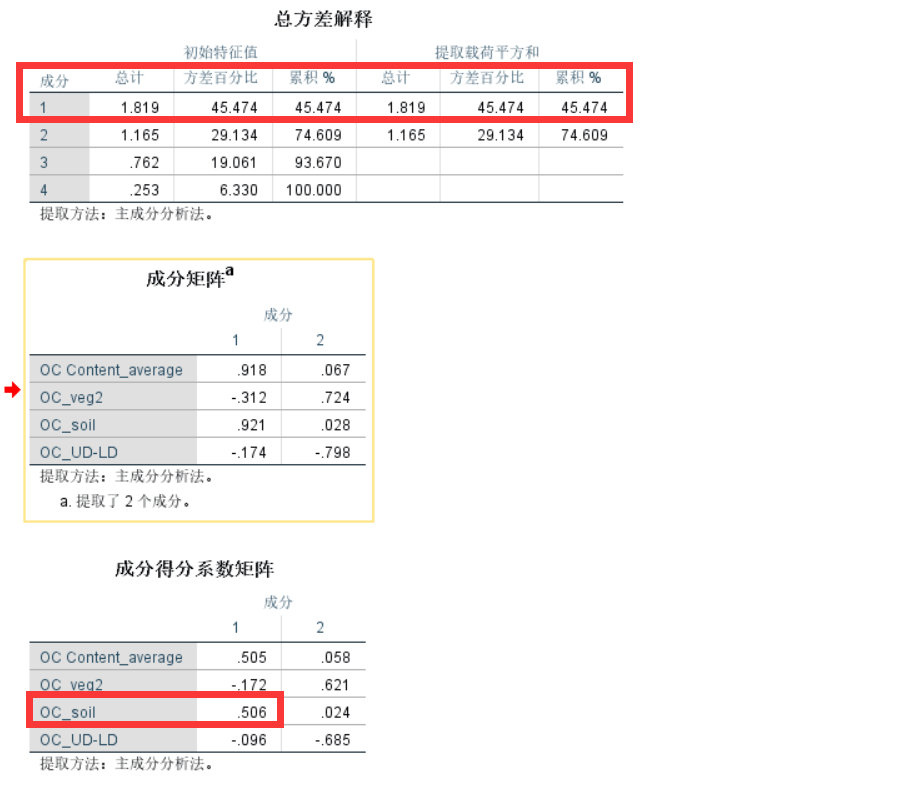 总方差解释
初始特征值 提取载荷平方和
成分 总计 方差百分比 累积 % 总计 方差百分比 累积 %
1 1.819 45.474 45.474 1.819 45.474 45.474
2 1.165 29.134 74.609 1.165 29.134 74.609
3 .762 19.061 93.670
4 .253 6.330 100.000
提取方法：主成分分析法。
成分矩阵a
成分
1 2
OC Content_average .918 .067
OC_veg2 -.312 .724
OC_soil .921 .028
OC_UD-LD -.174 -.798
提取方法：主成分分析法。
a. 提取了 2 个成分。
成分得分系数矩阵
成分
1 2
OC Content_average .505 .058
OC_veg2 -.172 .621
OC_soil .506 .024
OC_UD-LD -.096 -.685
提取方法：主成分分析法。